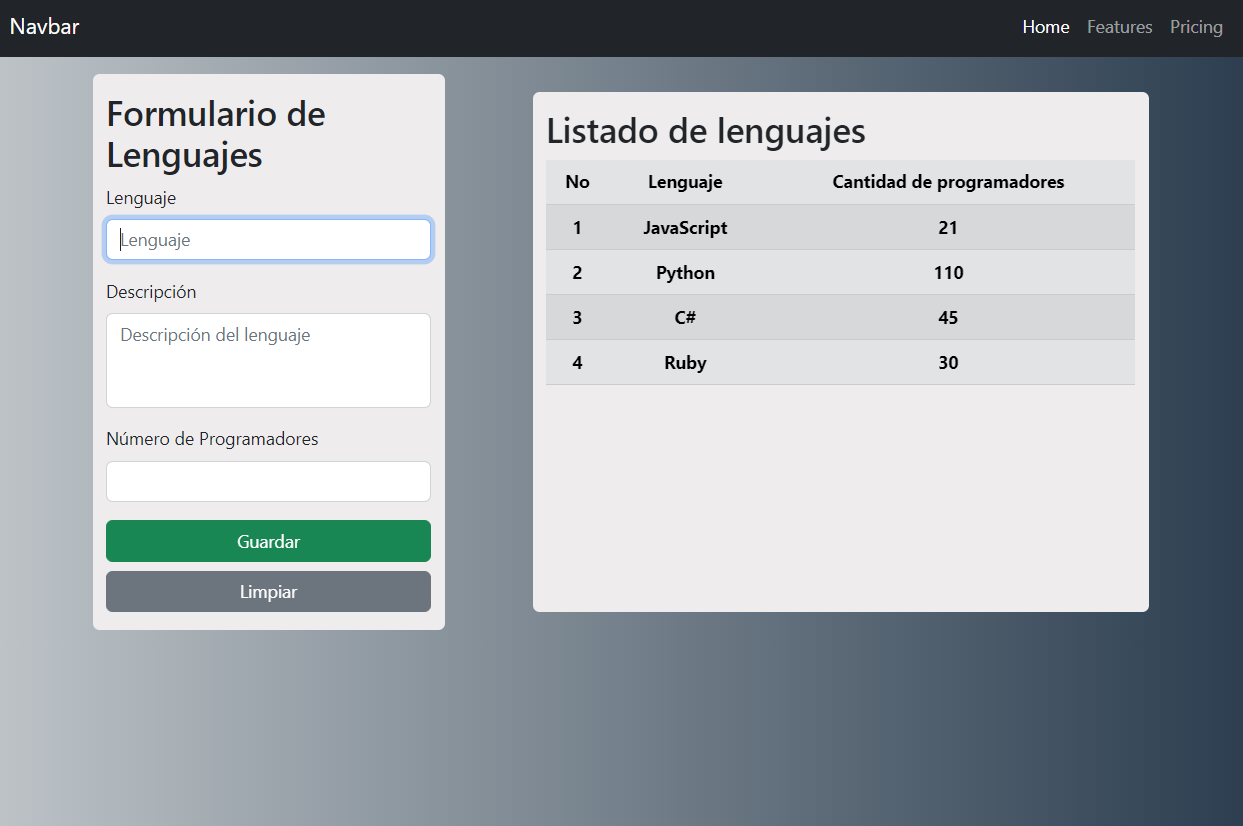 Navbar
Home Features Pricing
Formulario de
Lenguajes
Lenguaje
Lenguaje
Descripción
Descripción del lenguaje
Número de Programadores
Guardar
Limpiar
Listado de lenguajes
No Lenguaje Cantidad de programadores
1 JavaScript 21
2 Python 110
3 C# 45
4 Ruby 30